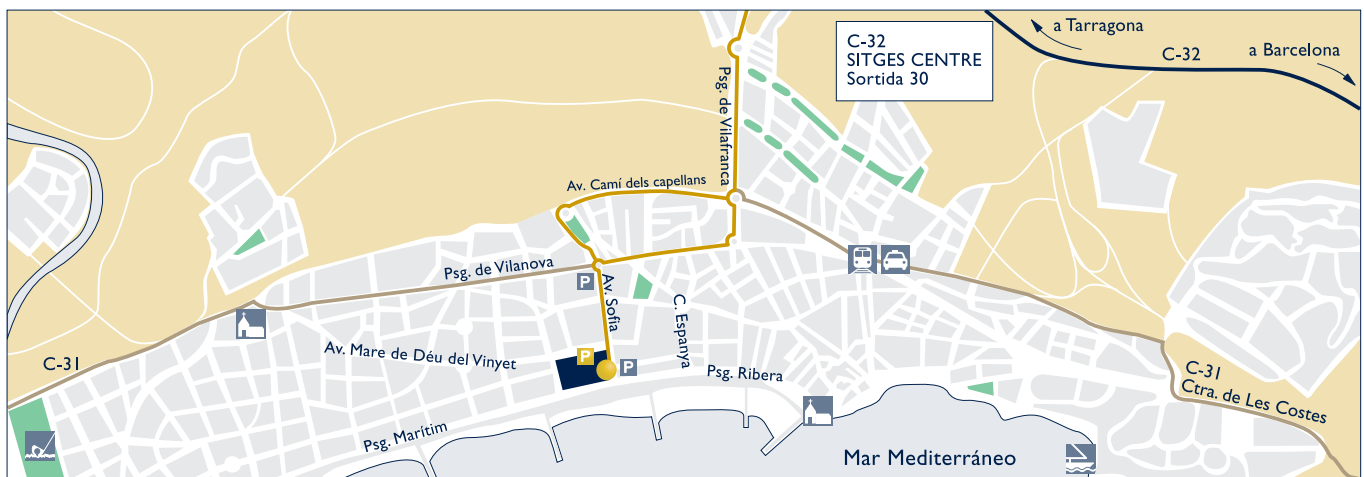 a Tarragona
C-32
a Barcelona
C-32
SITGES CENTRE
Sortida 30
Psg. de Vilafranca
Av. Camí dels capellans
Psg. de Vilanova
P
Av. Sofia
C. Espanya
C-31
Av. Mare de Déu del Vinyet
P
P
Psg. Ribera
C-31
Ctra. de Les Costes
Psg. Marítim
Mar Mediterráneo